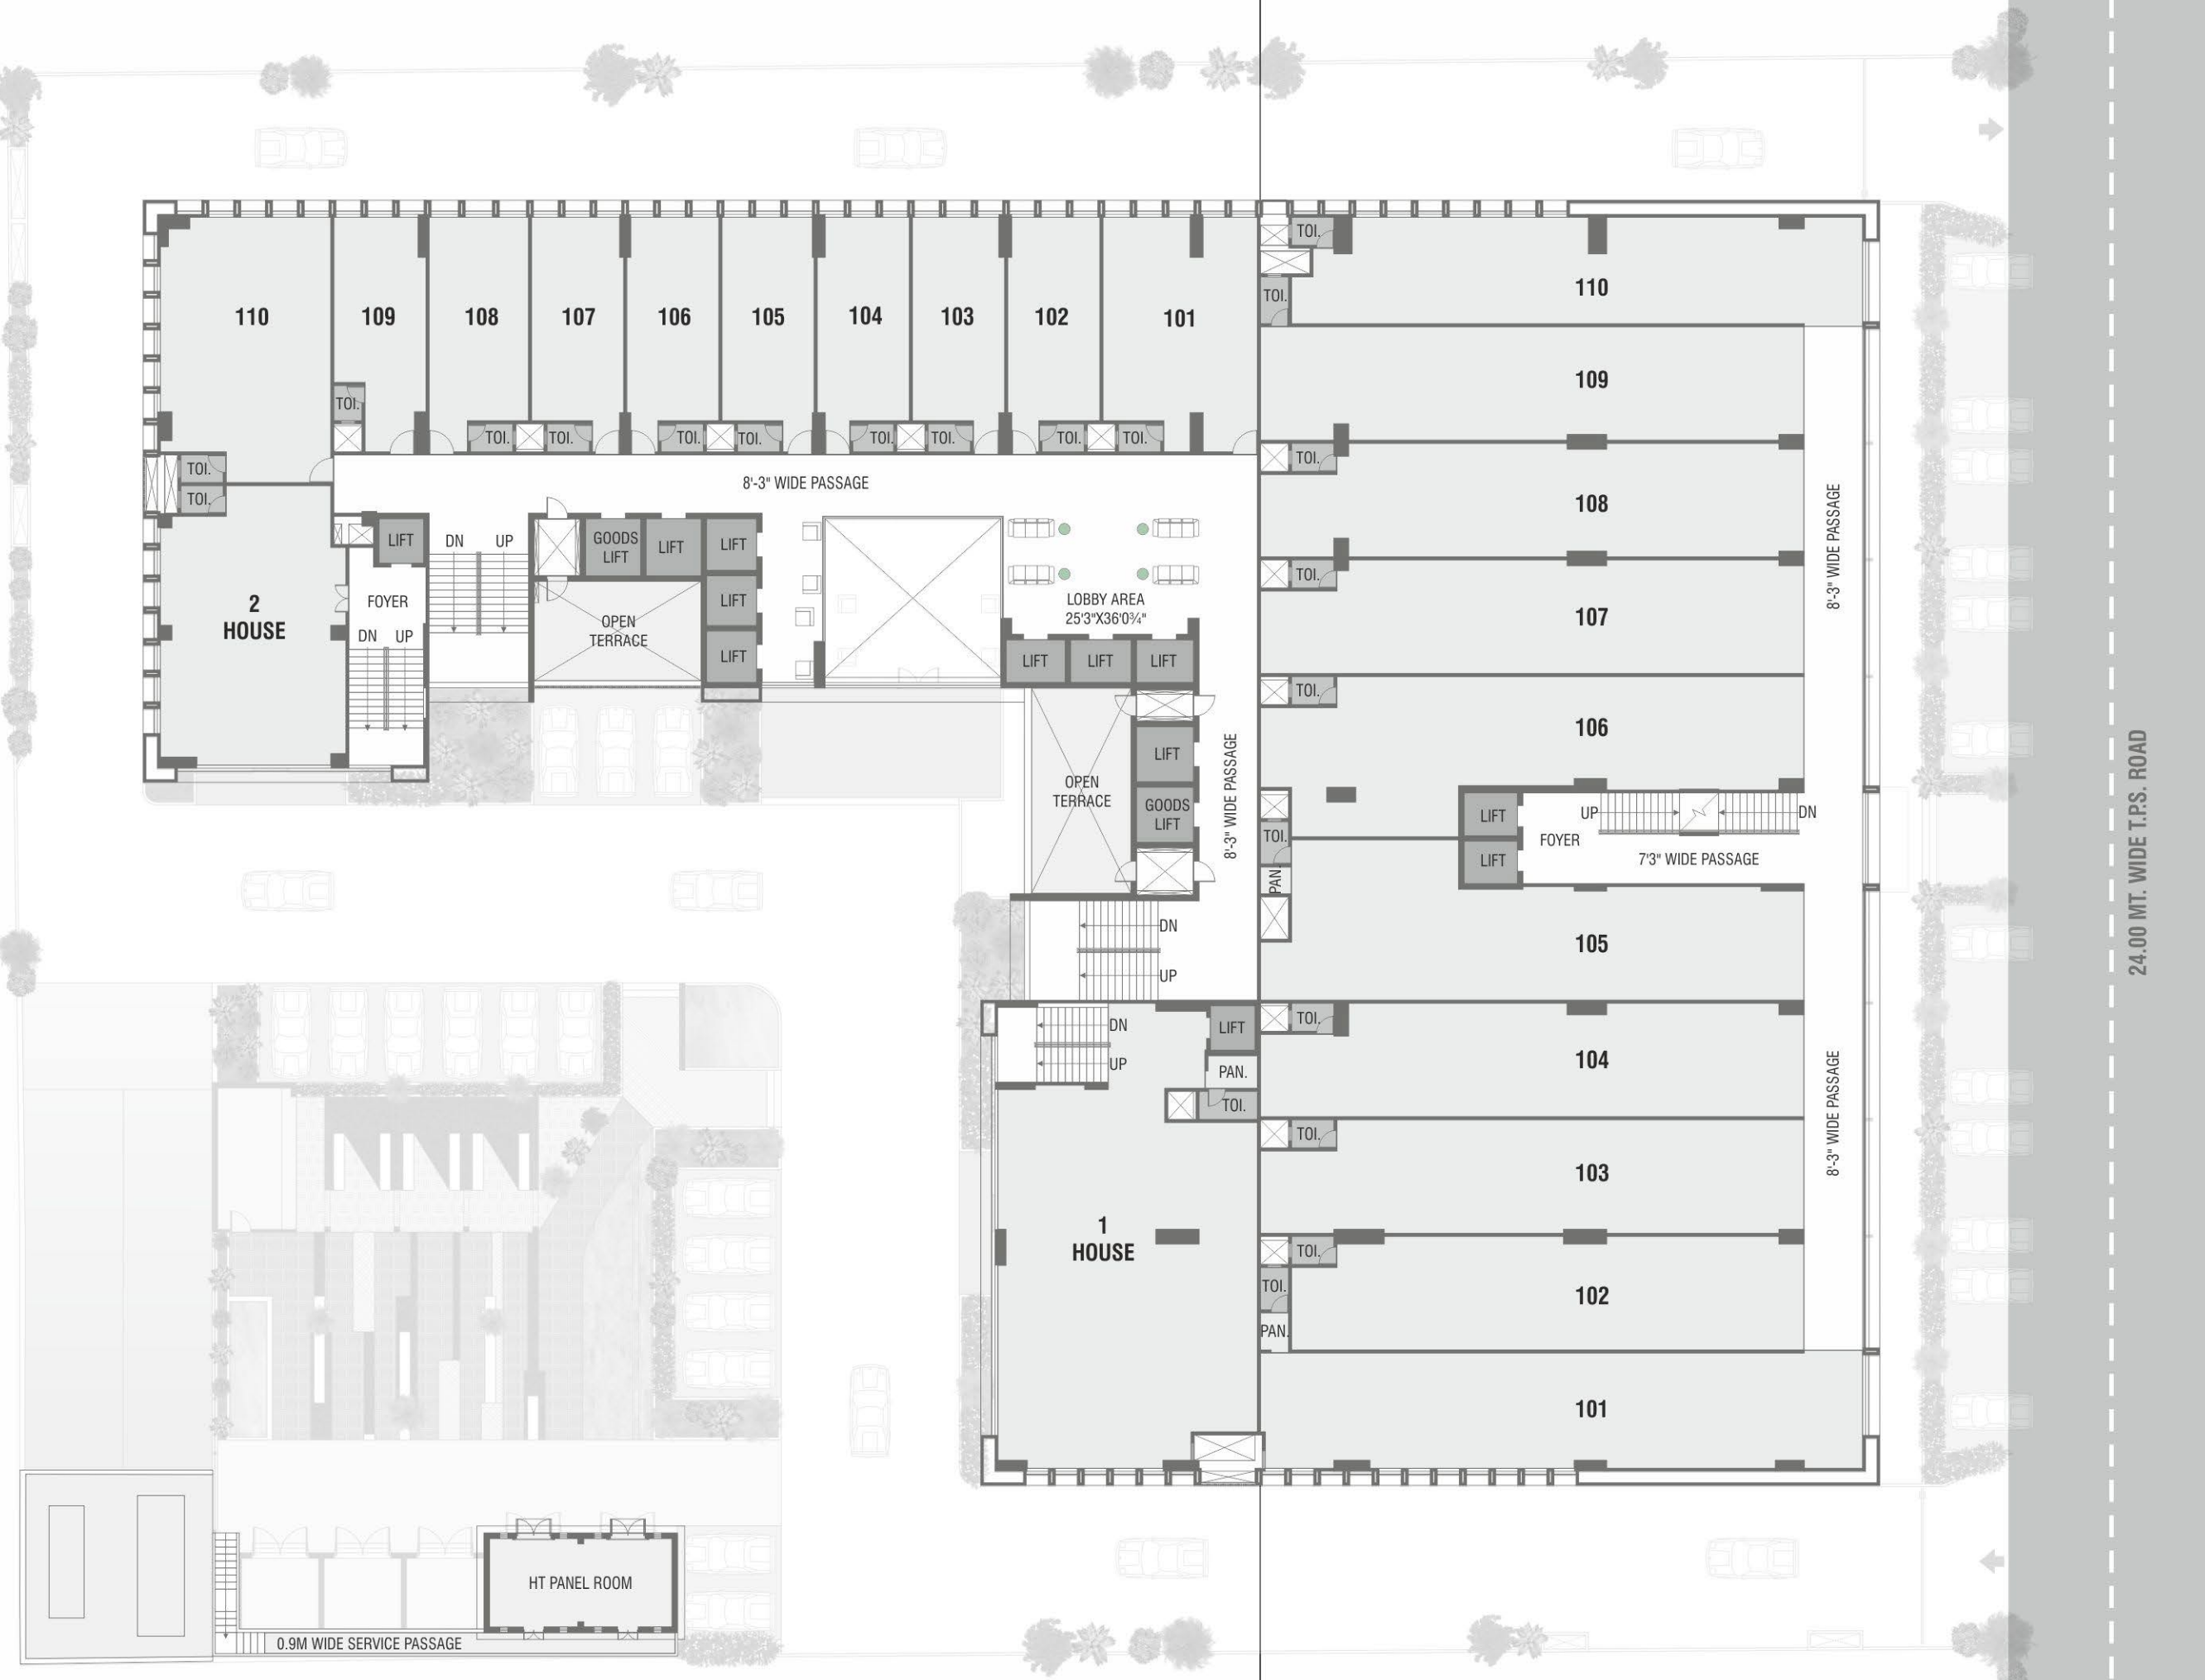 TOI.
110
TOI.
110
109
108
107
106
105
104
103
102
101
109
TOI.
TOI.
TOI.
TOI.
TOI.
TOI.
TOI.
TOI.
TOI.
TOI.
TOI.
TOI.
8'-3" WIDE PASSAGE
108
8'-3" WIDE PASSAGE
LIFT
DN
UP
GOODS
LIFT
LIFT
LIFT
TOI.
2
HOUSE
FOYER
DN
UP
OPEN
TERRACE
LIFT
LIFT
LOBBY AREA
25'3"X36'0¾"
107
LIFT
LIFT
LIFT
TOI.
106
OPEN
TERRACE
LIFT
GOODS
LIFT
8'-3" WIDE PASSAGE
TOI.
PAN.
LIFT
LIFT
UP
DN
FOYER
7'3" WIDE PASSAGE
24.00 MT. WIDE T.P.S. ROAD
DN
UP
105
DN
UP
LIFT
PAN.
TOI.
TOI.
104
8'-3" WIDE PASSAGE
TOI.
103
1
HOUSE
TOI.
TOI.
PAN.
102
101
HT PANEL ROOM
0.9M WIDE SERVICE PASSAGE